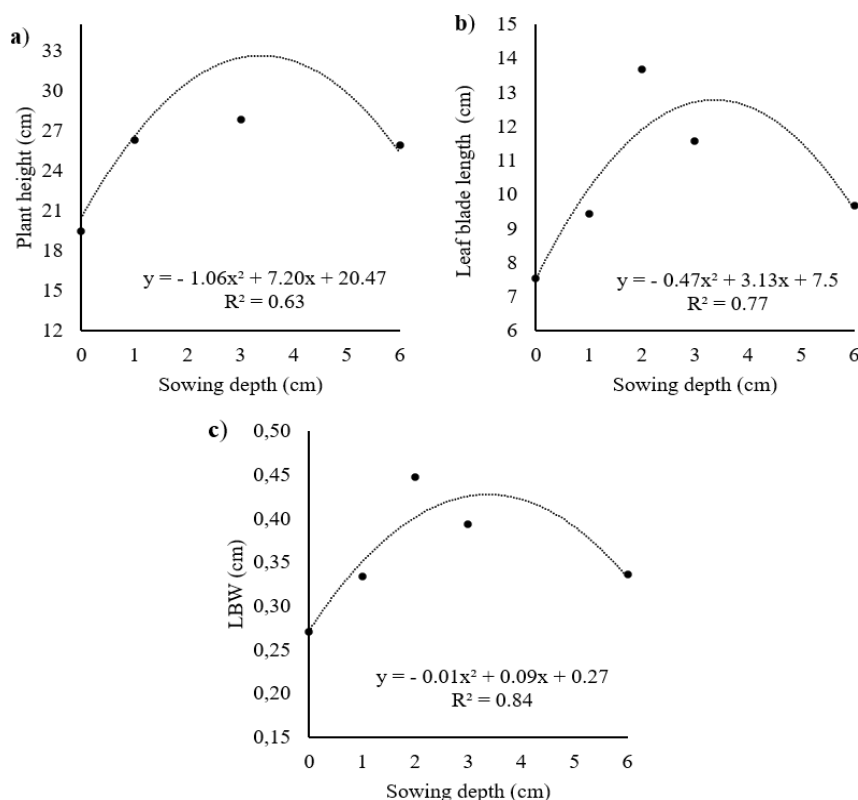 a)
Plant height (cm)
33
30
27
24
21
18
15
12
y = - 1.06x² + 7.20x + 20.47
R² = 0.63
0 1 2 3 4 5 6
Sowing depth (cm)
b)
Leaf blade length (cm)
15
14
13
12
11
10
9
8
7
6
y = - 0.47x² + 3.13x + 7.5
R² = 0.77
0 1 2 3 4 5 6
Sowing depth (cm)
c)
LBW (cm)
0,50
0,45
0,40
0,35
0,30
0,25
0,20
0,15
y = - 0.01x² + 0.09x + 0.27
R² = 0.84
0 1 2 3 4 5 6
Sowing depth (cm)